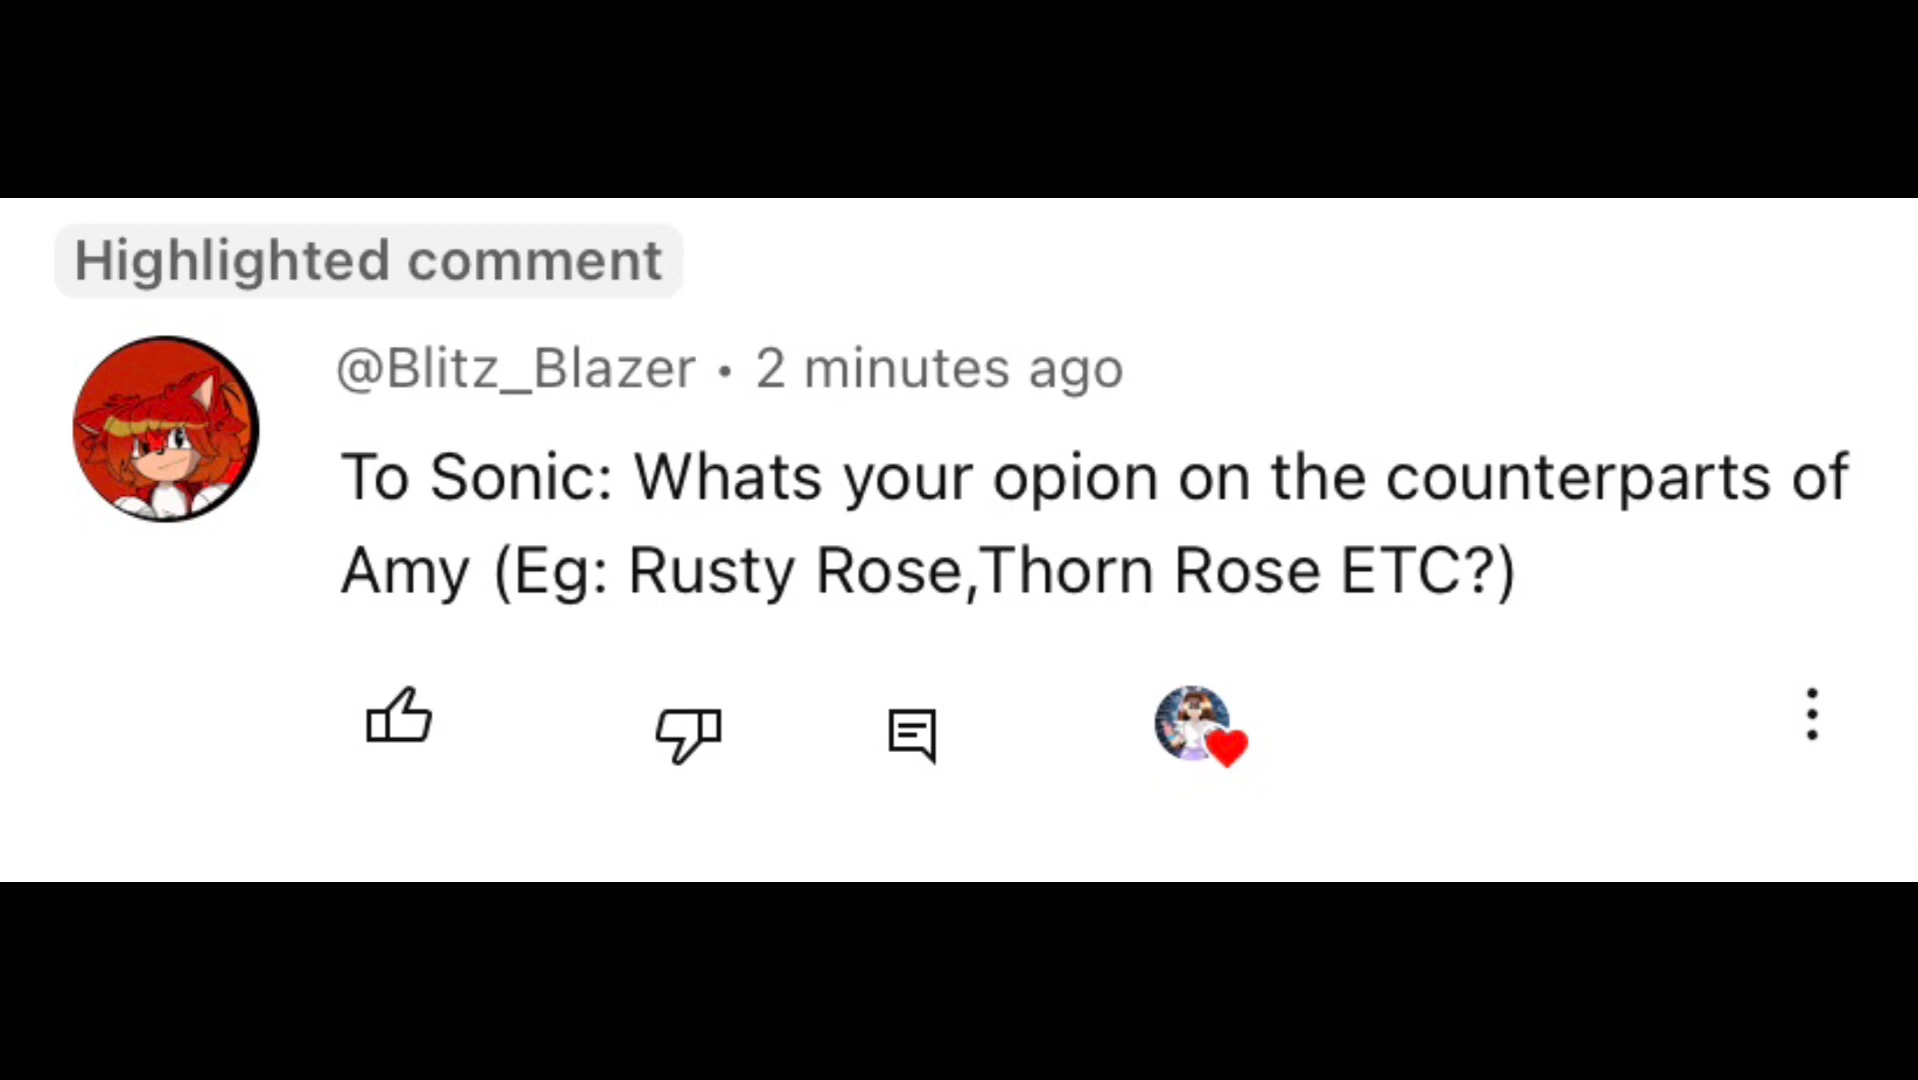 Highlighted comment
@Blitz_Blazer • 2 minutes ago
To Sonic: Whats your opion on the counterparts of
Amy (Eg: Rusty Rose,Thorn Rose ETC?)